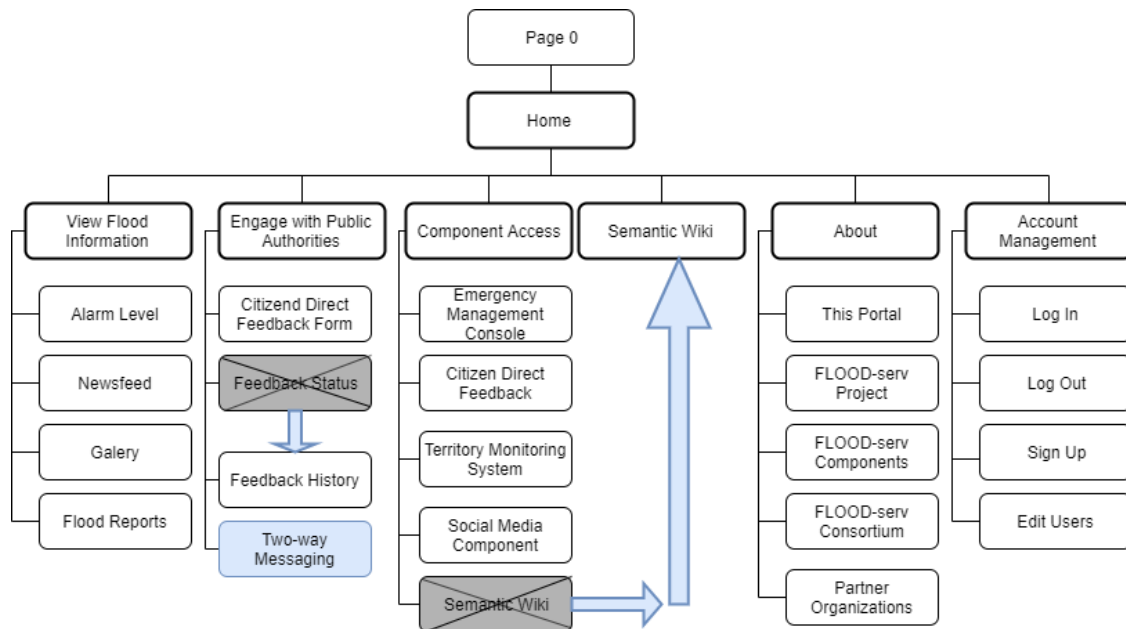 Page 0
Home
View Flood
Information
Engage with Public
Authorities
Component Access
Semantic Wiki
About
Account
Management
Alarm Level
Newsfeed
Galery
Flood Reports
Citizend Direct
Feedback Form
Feedback Status
Feedback History
Two-way
Messaging
Emergency
Management
Console
Citizen Direct
Feedback
Territory Monitoring
System
Social Media
Component
Semantic Wiki
This Portal
FLOOD-serv
Project
FLOOD-serv
Components
FLOOD-serv
Consortium
Partner
Organizations
Log In
Log Out
Sign Up
Edit Users